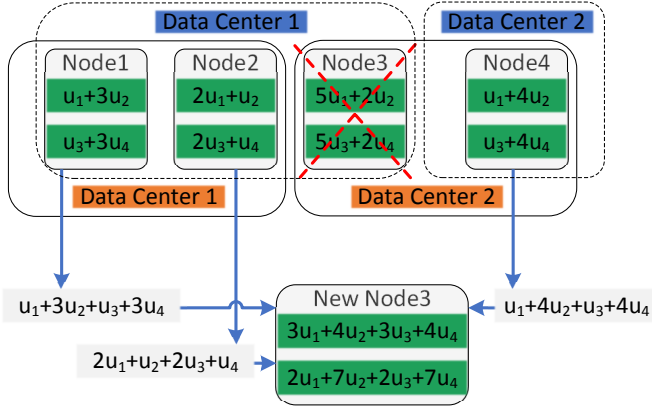 Data Center 1
Data Center 2
Node1
Node2
Node3
Node4
u₁+3u₂
2u₁+u₂
5u₁+2u₂
u₁+4u₂
u₃+3u₄
2u₃+u₄
5u₃+2u₄
u₃+4u₄
Data Center 1
Data Center 2
u₁+3u₂+u₃+3u₄
New Node3
u₁+4u₂+u₃+4u₄
3u₁+4u₂+3u₃+4u₄
2u₁+u₂+2u₃+u₄
2u₁+7u₂+2u₃+7u₄